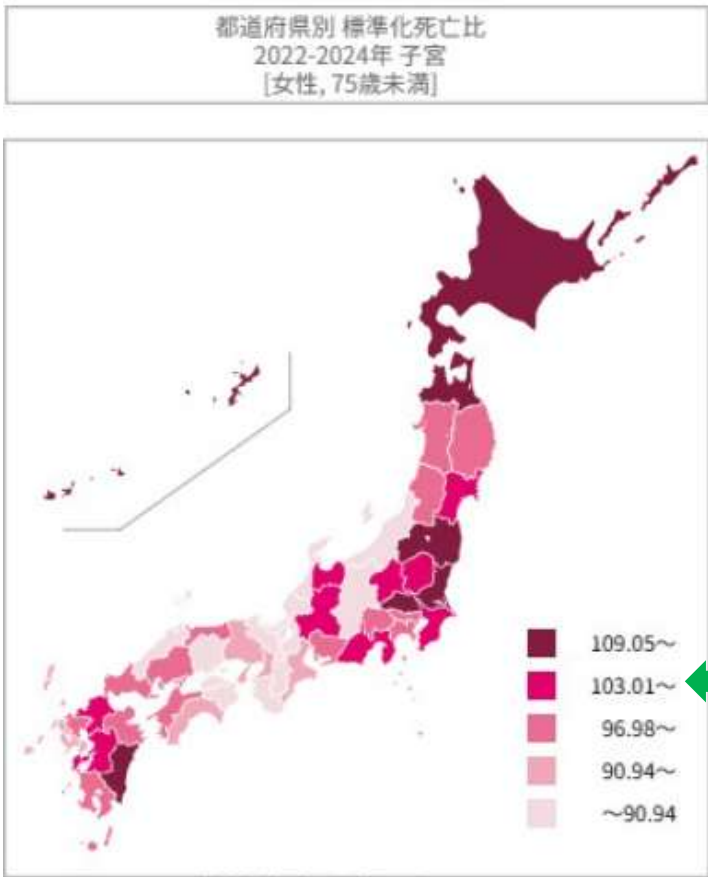 都道府県別 標準化死亡比
2022-2024年 子宮
[女性, 75歳未満]
109.05～
103.01～
96.98～
90.94～
～90.94